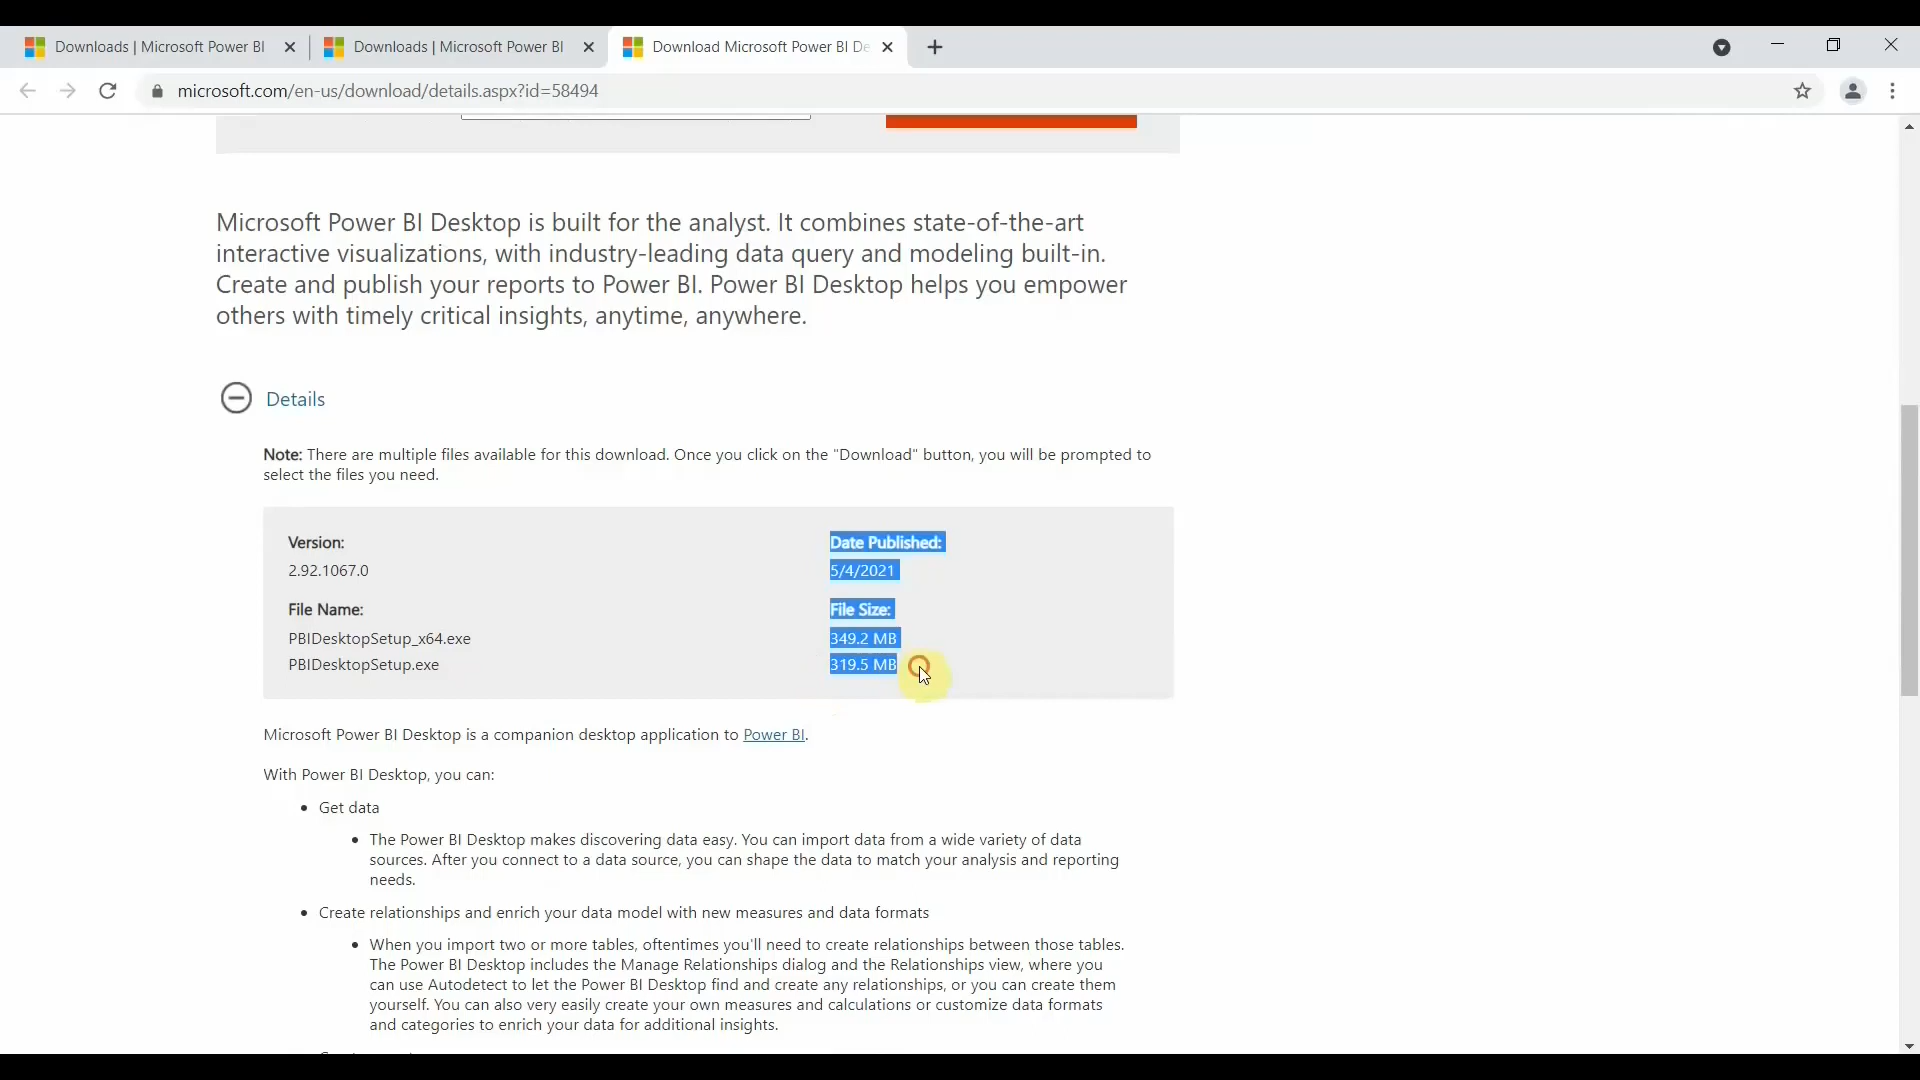 Downloads | Microsoft Power BI
Downloads | Microsoft Power BI
Download Microsoft Power BI De
microsoft.com/en-us/download/details.aspx?id=58494
Microsoft Power BI Desktop is built for the analyst. It combines state-of-the-art
interactive visualizations, with industry-leading data query and modeling built-in.
Create and publish your reports to Power BI. Power BI Desktop helps you empower
others with timely critical insights, anytime, anywhere.
Details
Note: There are multiple files available for this download. Once you click on the "Download" button, you will be prompted to
select the files you need.
Version:
2.92.1067.0
Date Published:
5/4/2021
File Name:
PBIDesktopSetup_x64.exe
PBIDesktopSetup.exe
File Size:
349.2 MB
319.5 MB
Microsoft Power BI Desktop is a companion desktop application to Power BI.
With Power BI Desktop, you can:
• Get data
• The Power BI Desktop makes discovering data easy. You can import data from a wide variety of data
sources. After you connect to a data source, you can shape the data to match your analysis and reporting
needs.
• Create relationships and enrich your data model with new measures and data formats
• When you import two or more tables, oftentimes you'll need to create relationships between those tables.
The Power BI Desktop includes the Manage Relationships dialog and the Relationships view, where you
can use Autodetect to let the Power BI Desktop find and create any relationships, or you can create them
yourself. You can also very easily create your own measures and calculations or customize data formats
and categories to enrich your data for additional insights.